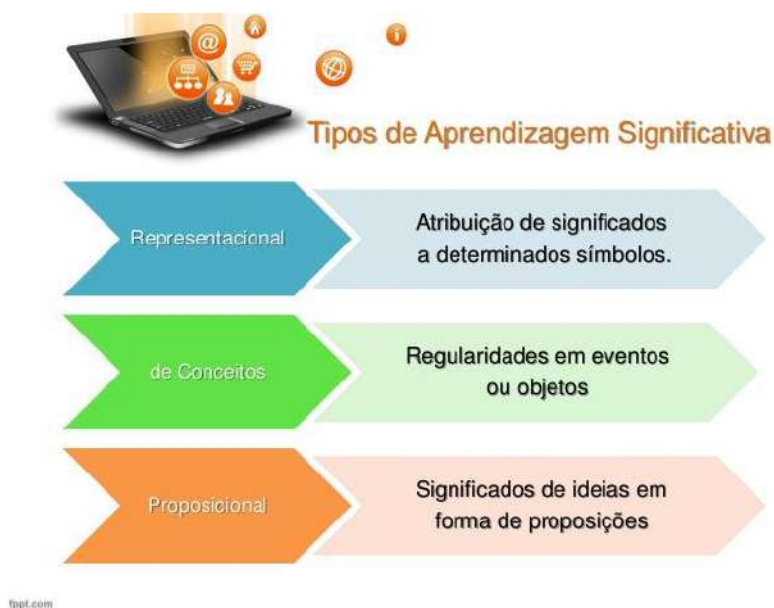 Tipos de Aprendizagem Significativa
Representacional
Atribuição de significados
a determinados símbolos.
de Conceitos
Regularidades em eventos
ou objetos
Proposicional
Significados de ideias em
forma de proposições
fppt.com